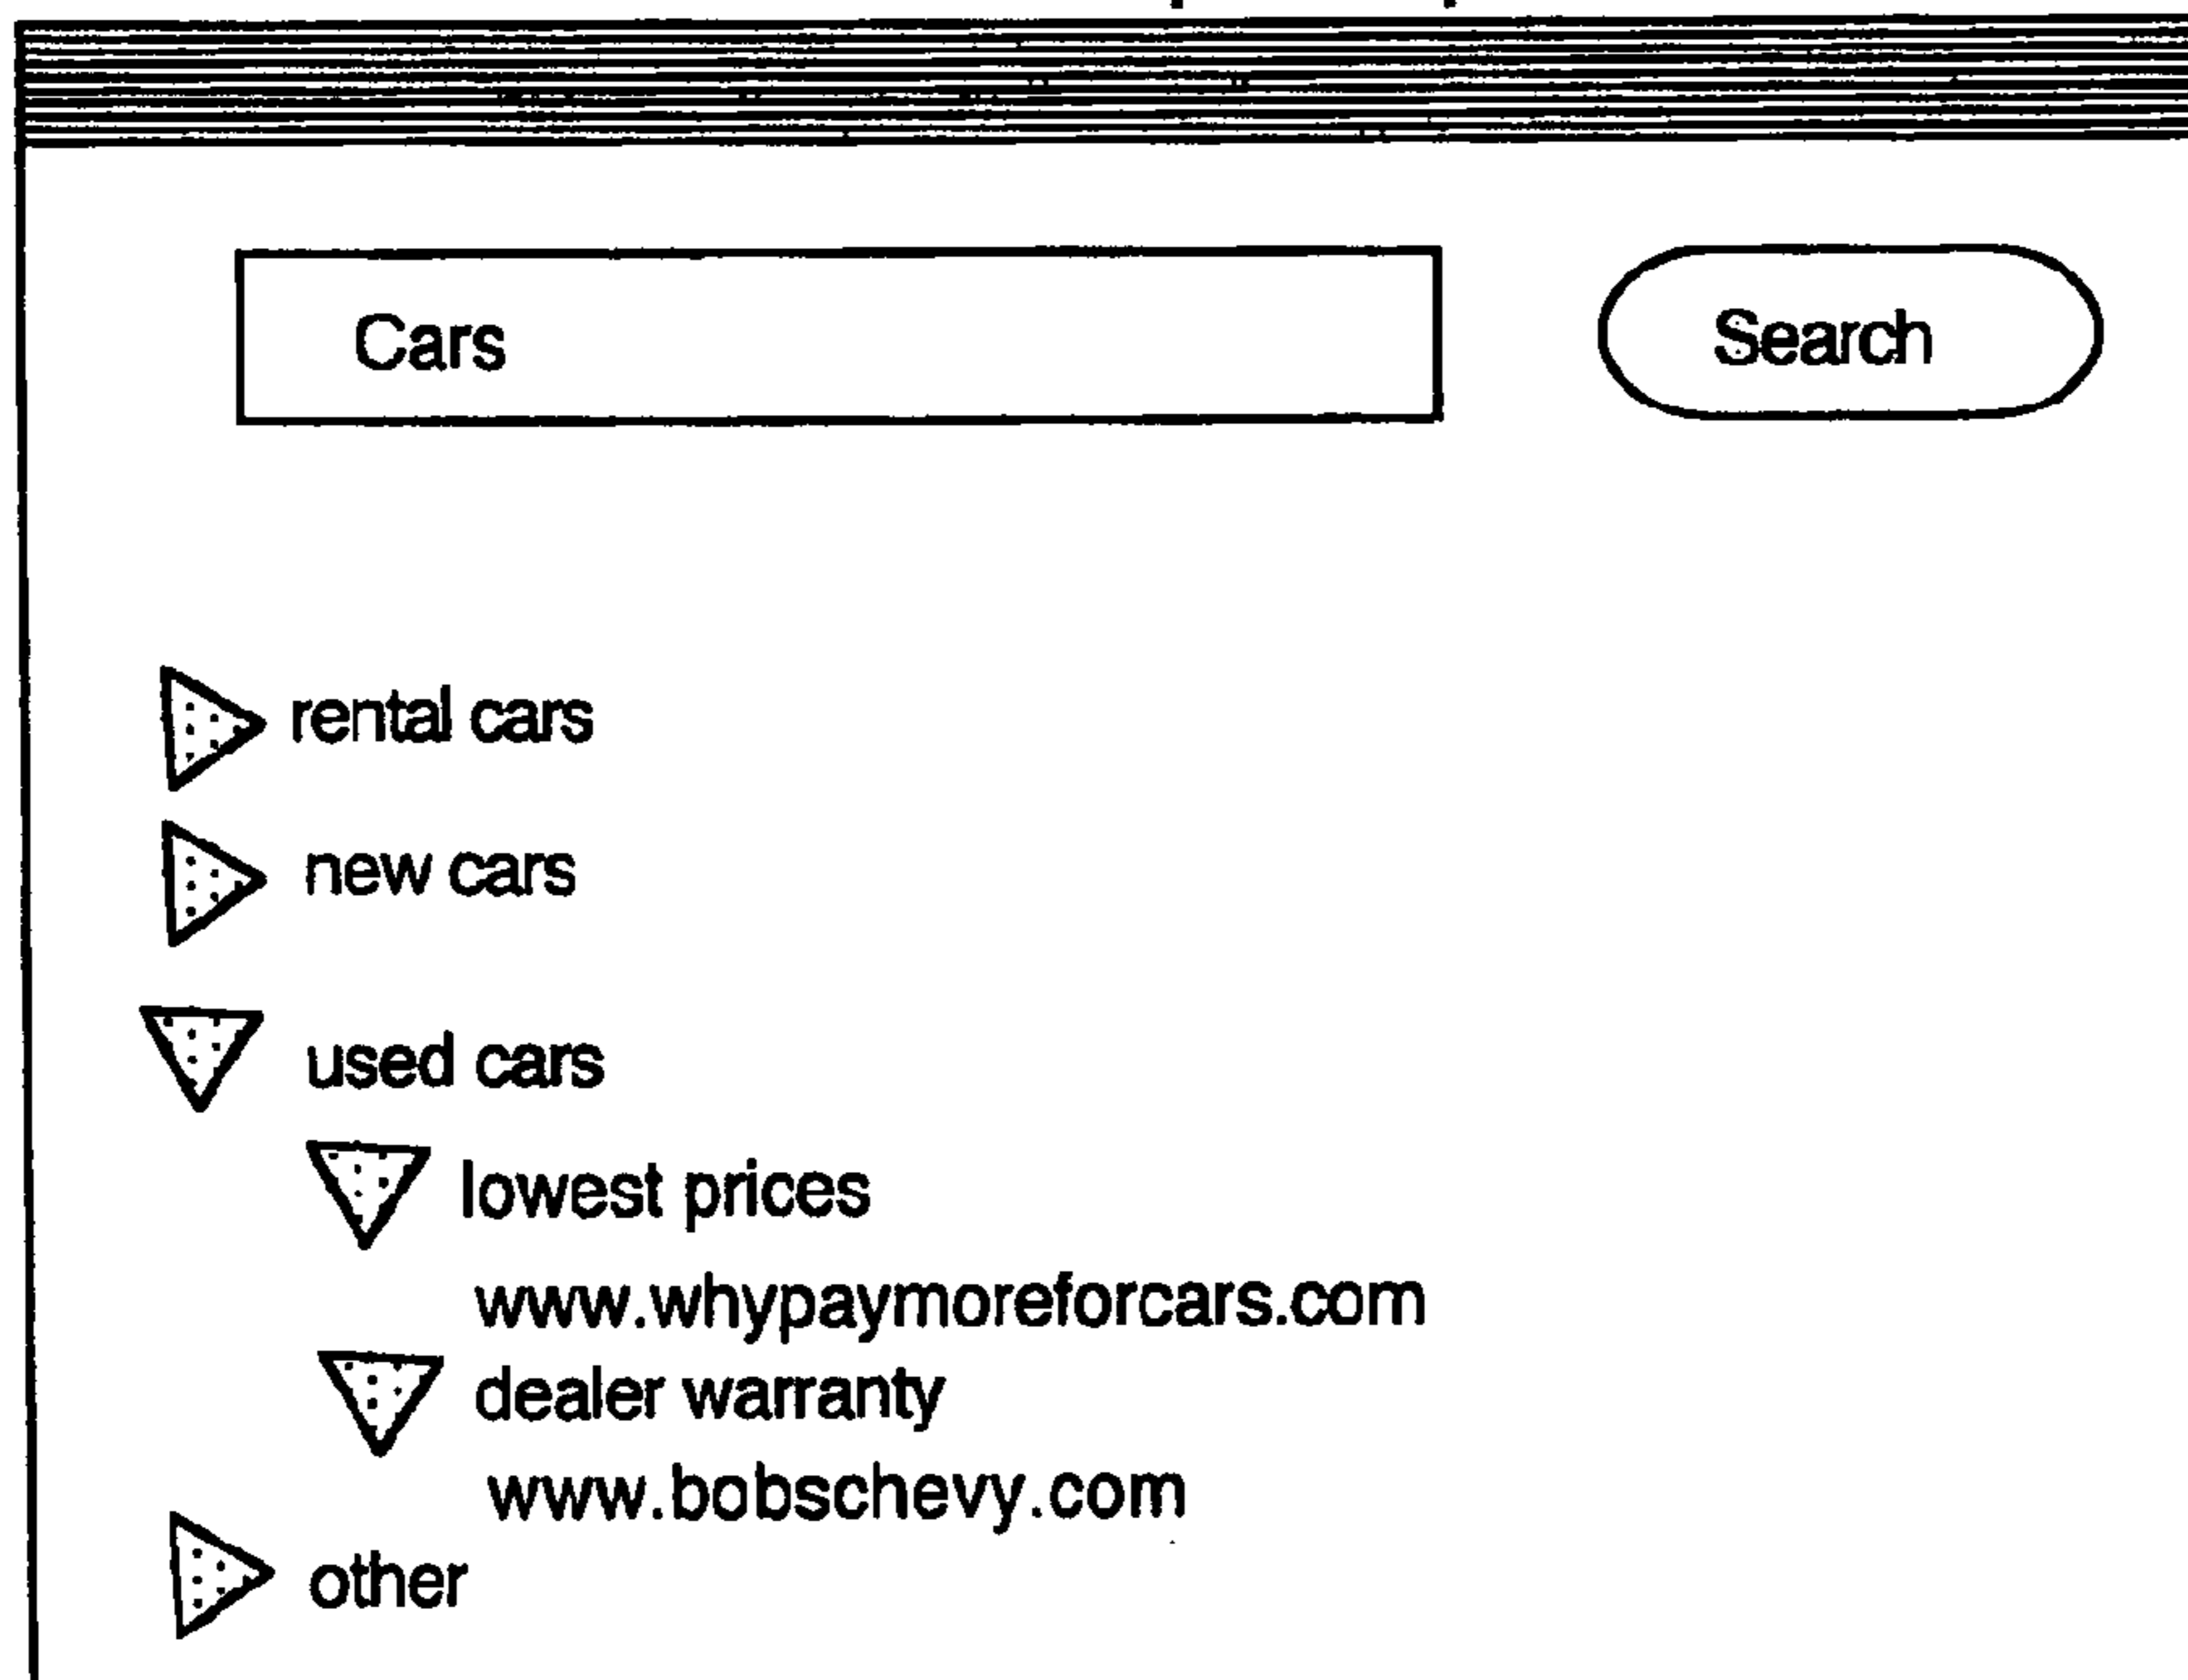 Cars
Search
rental cars
new cars
used cars
lowest prices
www.whypaymoreforcars.com
dealer warranty
www.bobschevy.com
other